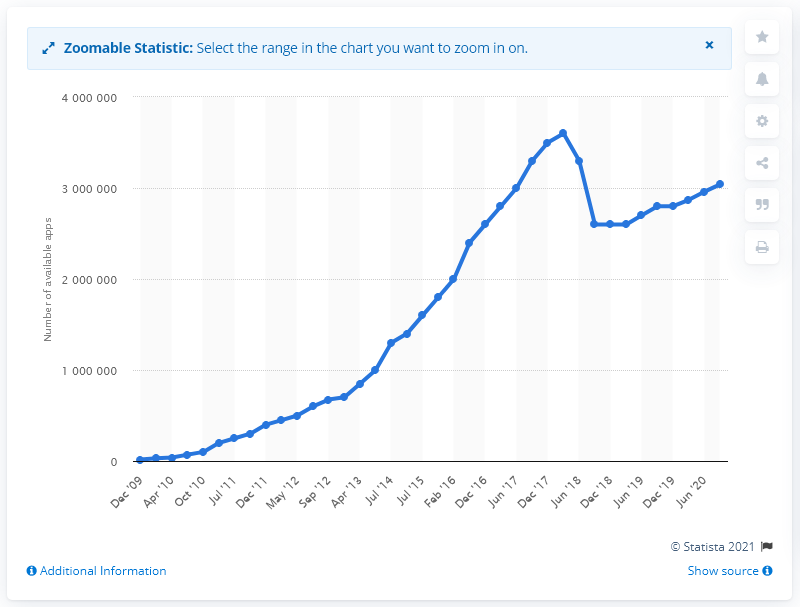 Zoomable Statistic: Select the range in the chart you want to zoom in on.
×
4 000 000
3 000 000
2 000 000
1 000 000
0
Number of available apps
Dec '09
Apr '10
Oct '10
Jul '11
Dec '11
May '12
Sep '12
Apr '13
Jul '14
Jul '15
Feb '16
Dec '16
Jun '17
Dec '17
Jun '18
Dec '18
Jun '19
Dec '19
Jun '20
© Statista 2021
Additional Information
Show source